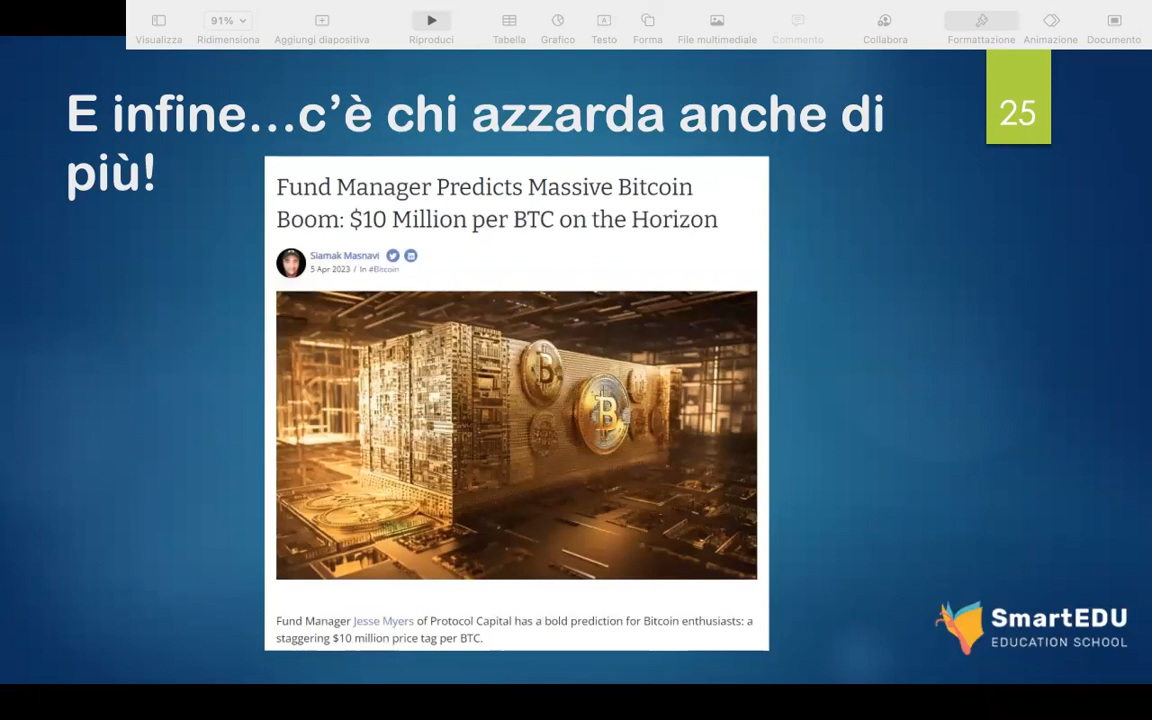 Visualizza
91%
Ridimensiona
Aggiungi diapositiva
Riproduci
Tabella
Grafico
Testo
Forma
File multimediale
Commento
Collabora
Formattazione
Animazione
Documento
E infine…c’è chi azzarda anche di
più!
25
Fund Manager Predicts Massive Bitcoin
Boom: $10 Million per BTC on the Horizon
Siamak Masnavi
5 Apr 2023 / In #Bitcoin
Fund Manager Jesse Myers of Protocol Capital has a bold prediction for Bitcoin enthusiasts: a
staggering $10 million price tag per BTC.
SmartEDU
EDUCATION SCHOOL